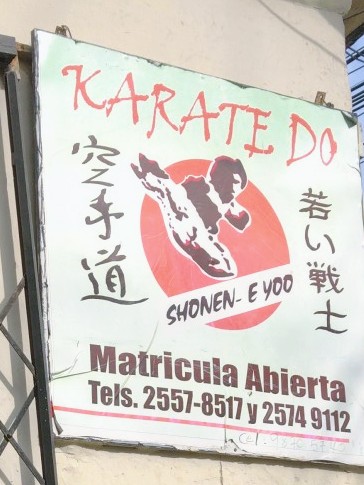 KARATE DO
空手道
若い戦士
SHONEN- E YOO
Matricula Abierta
Tels. 2557-8517 y 2574 9112